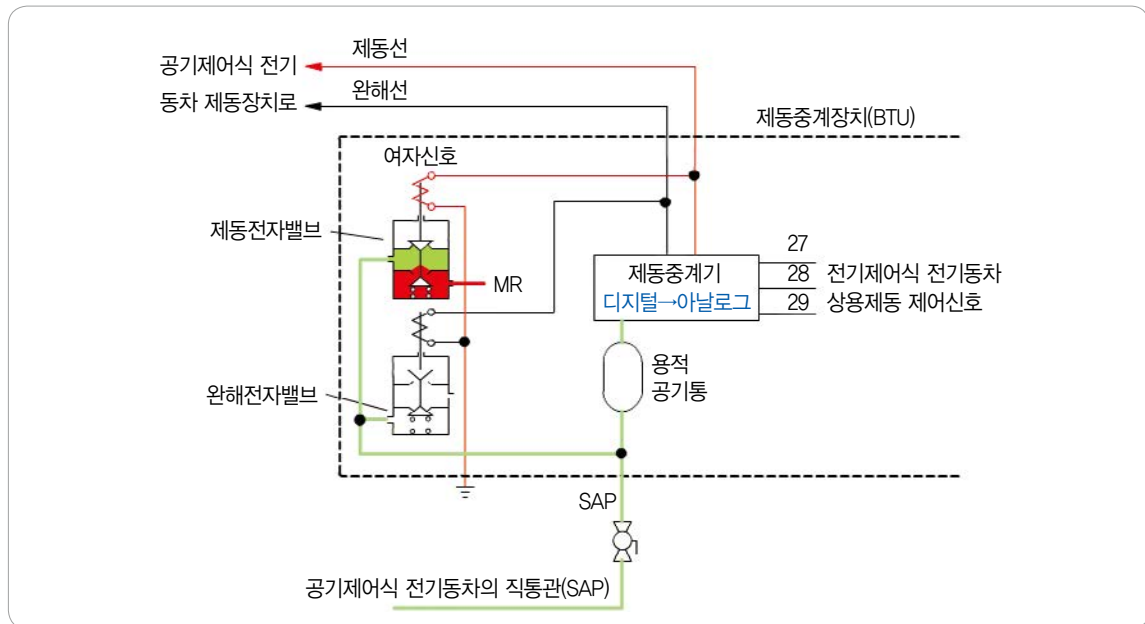 제동선
공기제어식 전기
완해선
동차 제동장치로
제동중계장치(BTU)
여자신호
제동전자밸브
MR
27
제동중계기
28 전기제어식 전기동차
디지털→아날로그
29 상용제동 제어신호
용적
공기통
완해전자밸브
SAP
공기제어식 전기동차의 직통관(SAP)